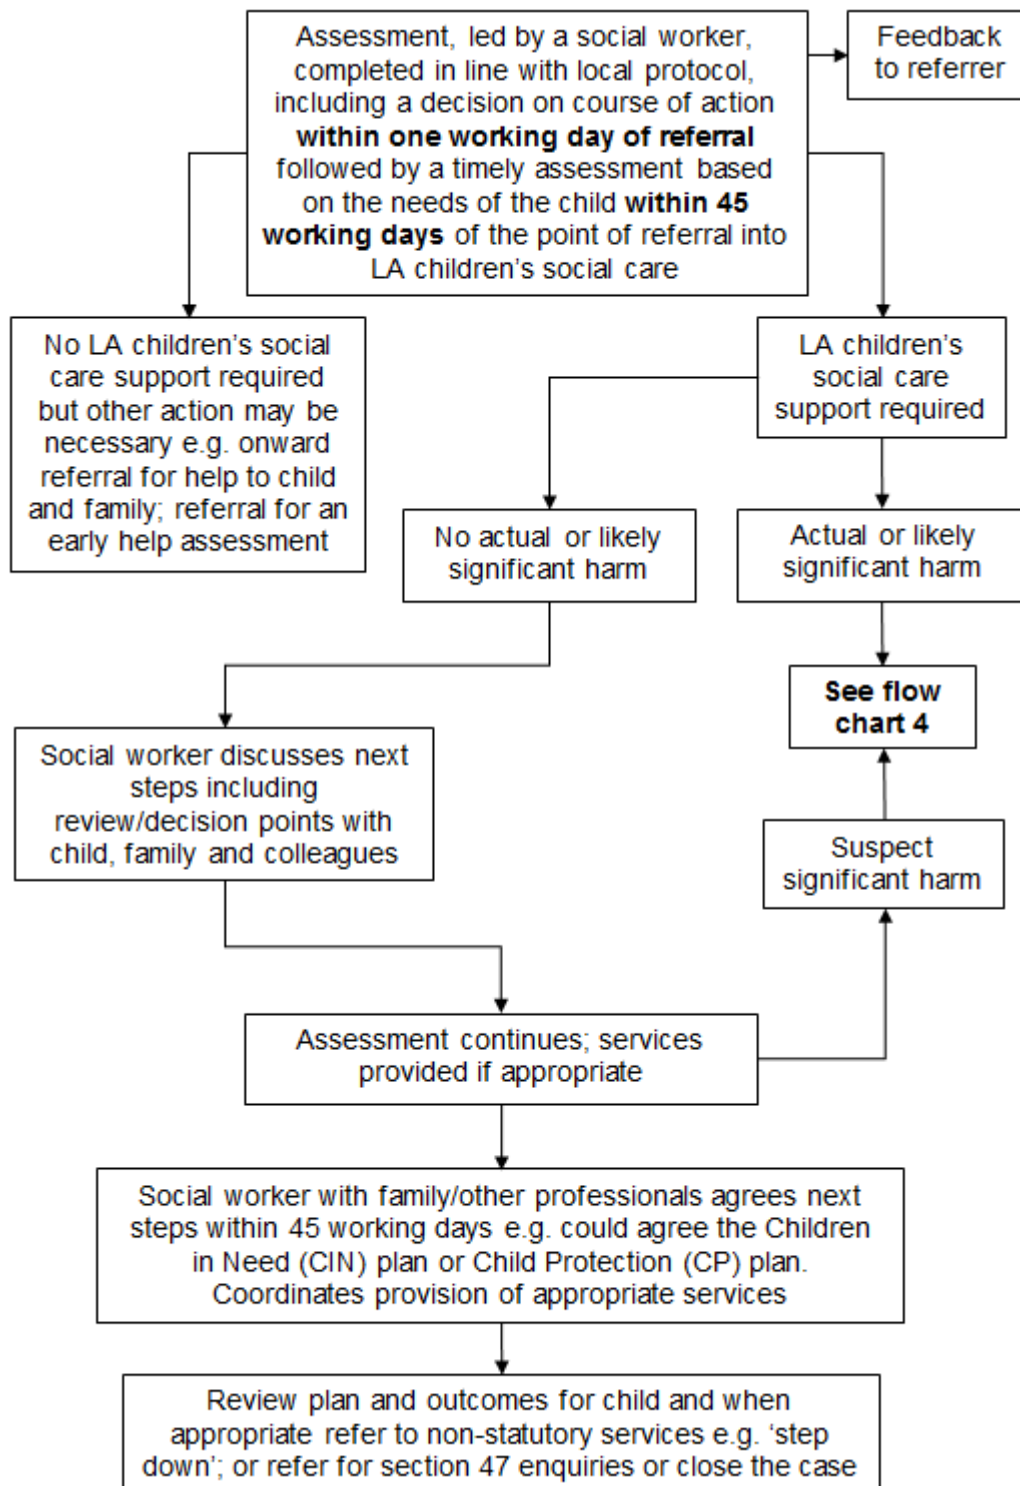 Assessment, led by a social worker,
completed in line with local protocol,
including a decision on course of action
within one working day of referral
followed by a timely assessment based
on the needs of the child within 45
working days of the point of referral into
LA children's social care
Feedback
to referrer
No LA children's social
care support required
but other action may be
necessary e.g. onward
referral for help to child
and family; referral for an
early help assessment
LA children's
social care
support required
No actual or likely
significant harm
Actual or likely
significant harm
See flow
chart 4
Social worker discusses next
steps including
review/decision points with
child, family and colleagues
Suspect
significant harm
Assessment continues; services
provided if appropriate
Social worker with family/other professionals agrees next
steps within 45 working days e.g. could agree the Children
in Need (CIN) plan or Child Protection (CP) plan.
Coordinates provision of appropriate services
Review plan and outcomes for child and when
appropriate refer to non-statutory services e.g. ‘step
down’; or refer for section 47 enquiries or close the case